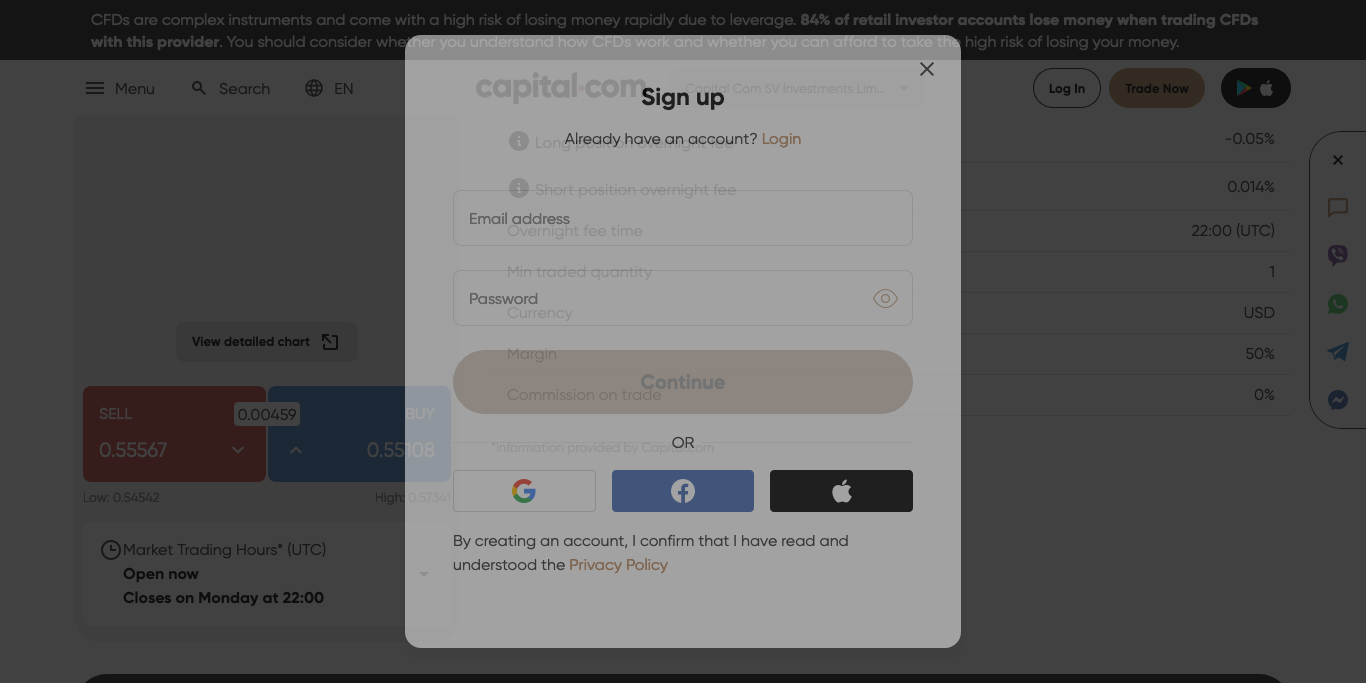 CFDs are complex instruments and come with a high risk of losing money rapidly due to leverage. 84% of retail investor accounts lose money when trading CFDs
with this provider. You should consider whether you understand how CFDs work and whether you can afford to take the high risk of losing your money.
Menu
Search
EN
capital.com
Capital Com SV Investments Lim...
Log In
Trade Now
Sign up
Already have an account? Login
Long position overnight fee
-0.05%
Short position overnight fee
0.014%
Email address
Overnight fee time
22:00 (UTC)
Min traded quantity
1
Password
Currency
USD
Margin
50%
Continue
Commission on trade
0%
OR
*information provided by Capital.com
View detailed chart
SELL
0.00459
BUY
0.55567
0.55108
Low: 0.54542
High: 0.57341
Market Trading Hours* (UTC)
Open now
Closes on Monday at 22:00
By creating an account, I confirm that I have read and
understood the Privacy Policy